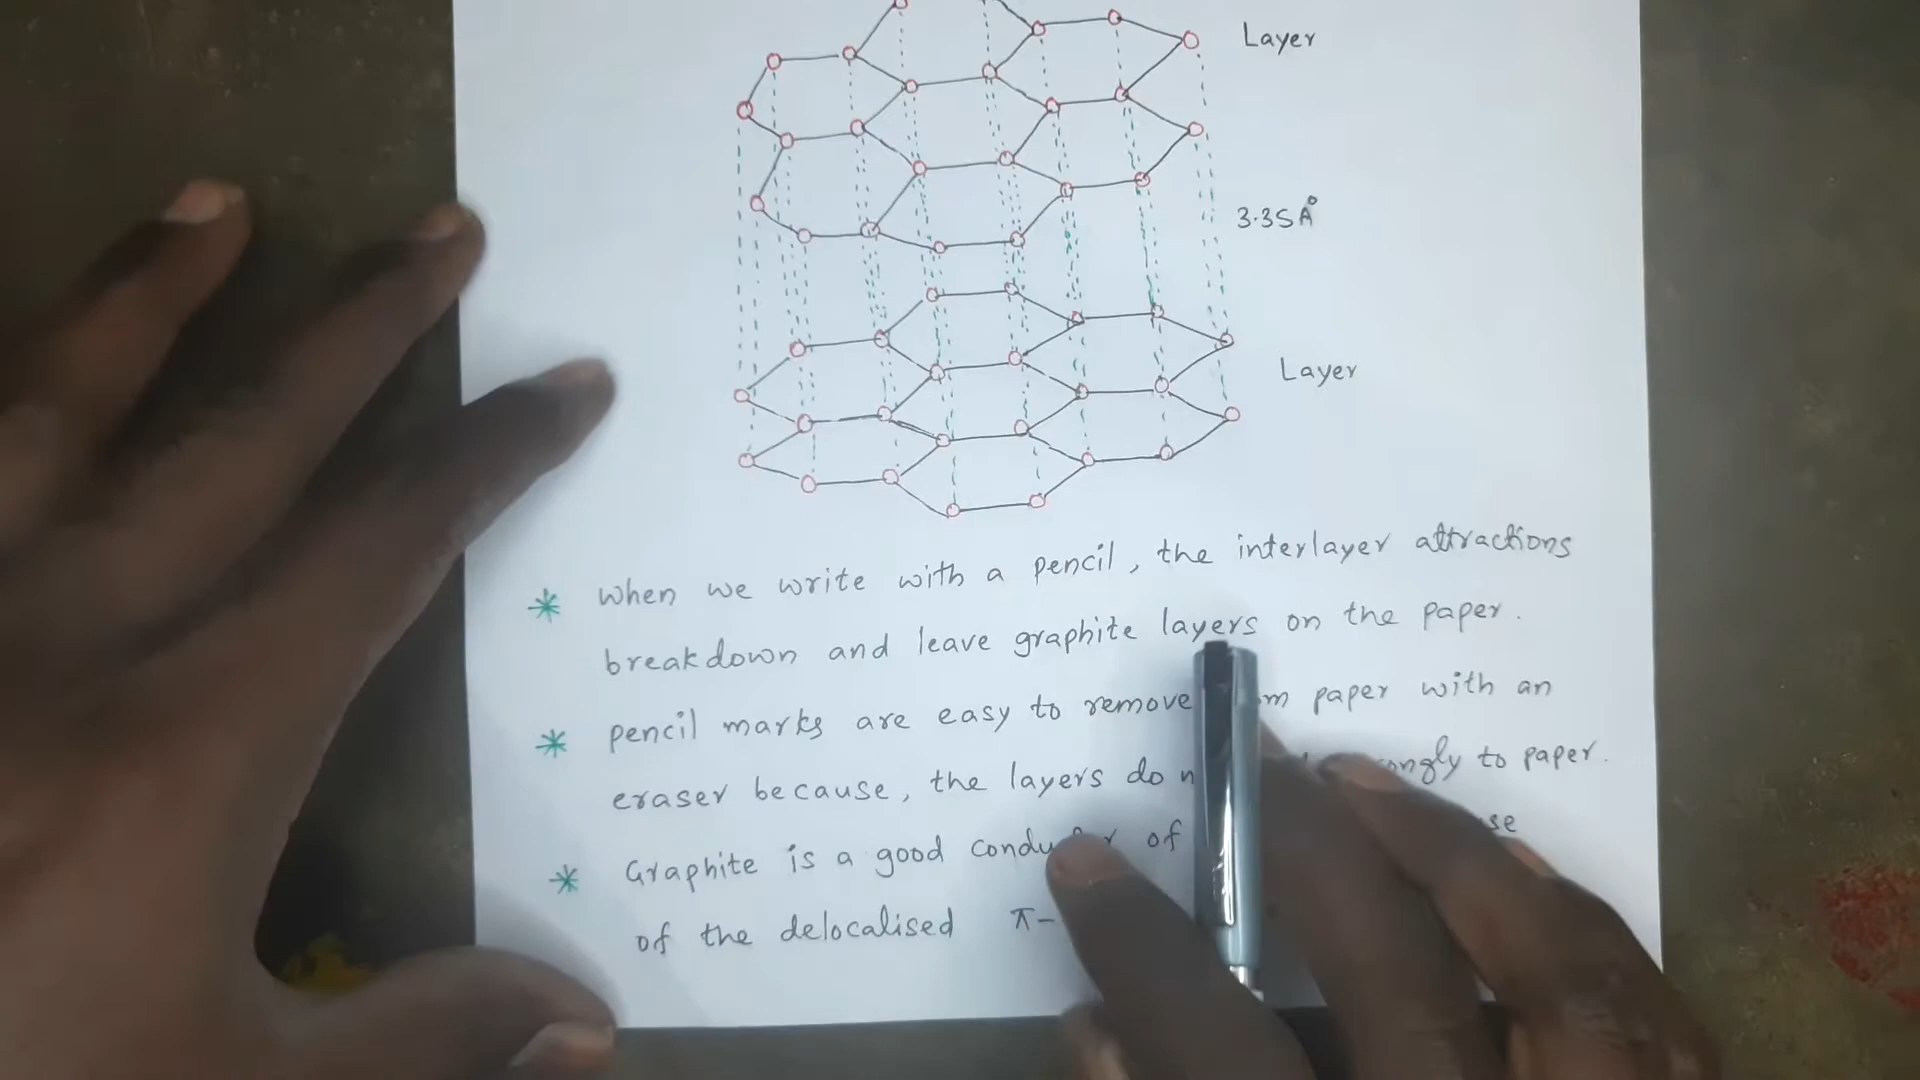 Layer
3.35A°
Layer
* When we write with a pencil, the interlayer attractions
breakdown and leave graphite layers on the paper.
* pencil marks are easy to remove paper with an
eraser because, the layers do to paper.
* Graphite is a good of
of the delocalised π-